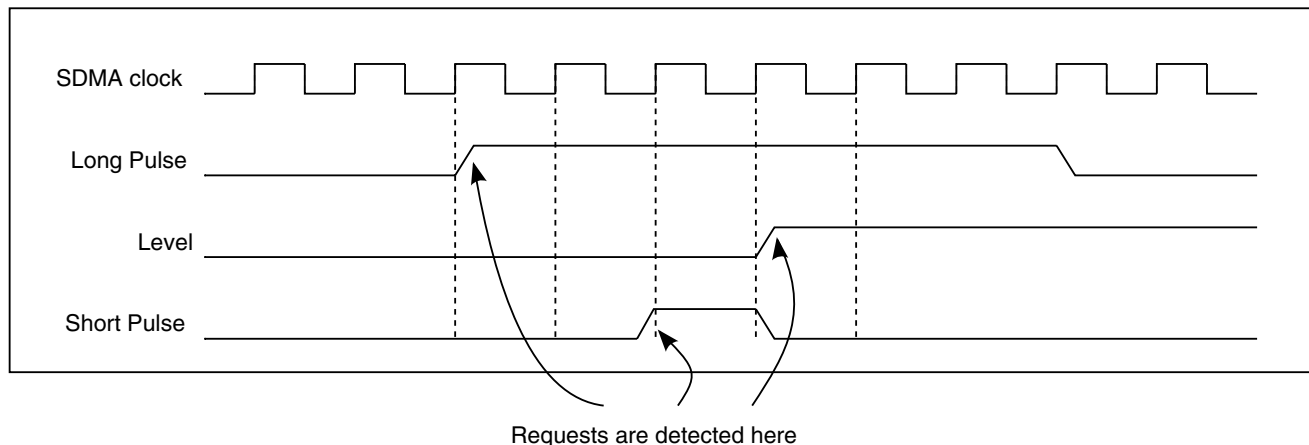 SDMA clock
Long Pulse
Level
Short Pulse
Requests are detected here